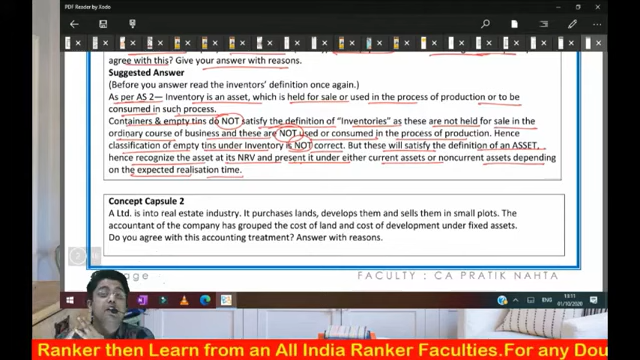 PDF Reader by Xodo
agree with this? Give your answer with reasons.
Suggested Answer
(Before you answer read the inventors' definition once again.)
As per AS 2— Inventory is an asset, which is held for sale or used in the process of production or to be
consumed in such process.
Containers & empty tins do NOT satisfy the definition of "Inventories" as these are not held for sale in the
ordinary course of business and these are NOT used or consumed in the process of production. Hence
classification of empty tins under Inventory is NOT correct. But these will satisfy the definition of an ASSET,
hence recognize the asset at its NRV and present it under either current assets or noncurrent assets depending
on the expected realisation time.
Concept Capsule 2
A Ltd. is into real estate industry. It purchases lands, develops them and sells them in small plots. The
accountant of the company has grouped the cost of land and cost of development under fixed assets.
Do you agree with this accounting treatment? Answer with reasons.
FACULTY : CA PRATIK NAHTA
ENG
19:11
01/10/2020
Ranker then Learn from an All India Ranker Faculties.For any Dou